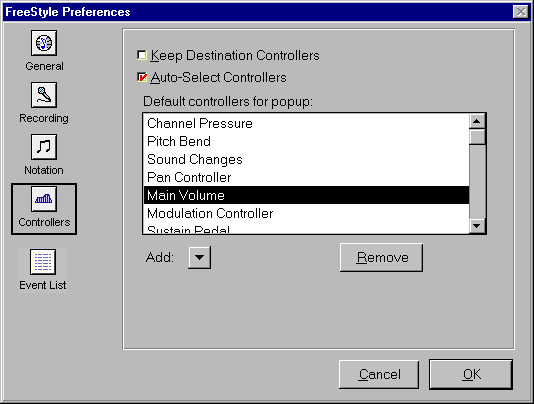 FreeStyle Preferences
General
Recording
Notation
Controllers
Event List
Keep Destination Controllers
Auto-Select Controllers
Default controllers for popup:
Channel Pressure
Pitch Bend
Sound Changes
Pan Controller
Main Volume
Modulation Controller
Sustain Pedal
Add:
Remove
Cancel
OK